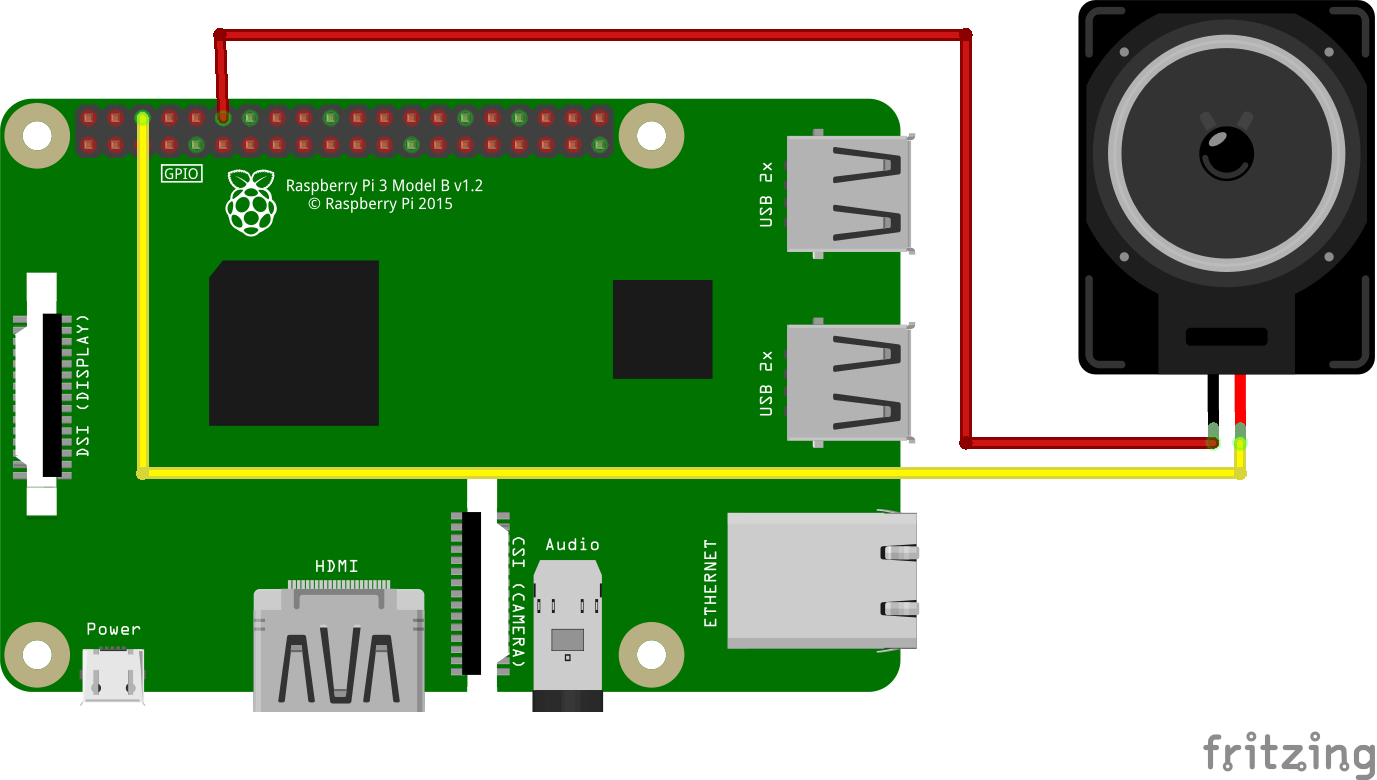 GPIO
Raspberry Pi 3 Model B v1.2
© Raspberry Pi 2015
USB 2x
DSI (DISPLAY)
USB 2x
Audio
ETHERNET
CSI (CAMERA)
HDMI
Power
fritzing